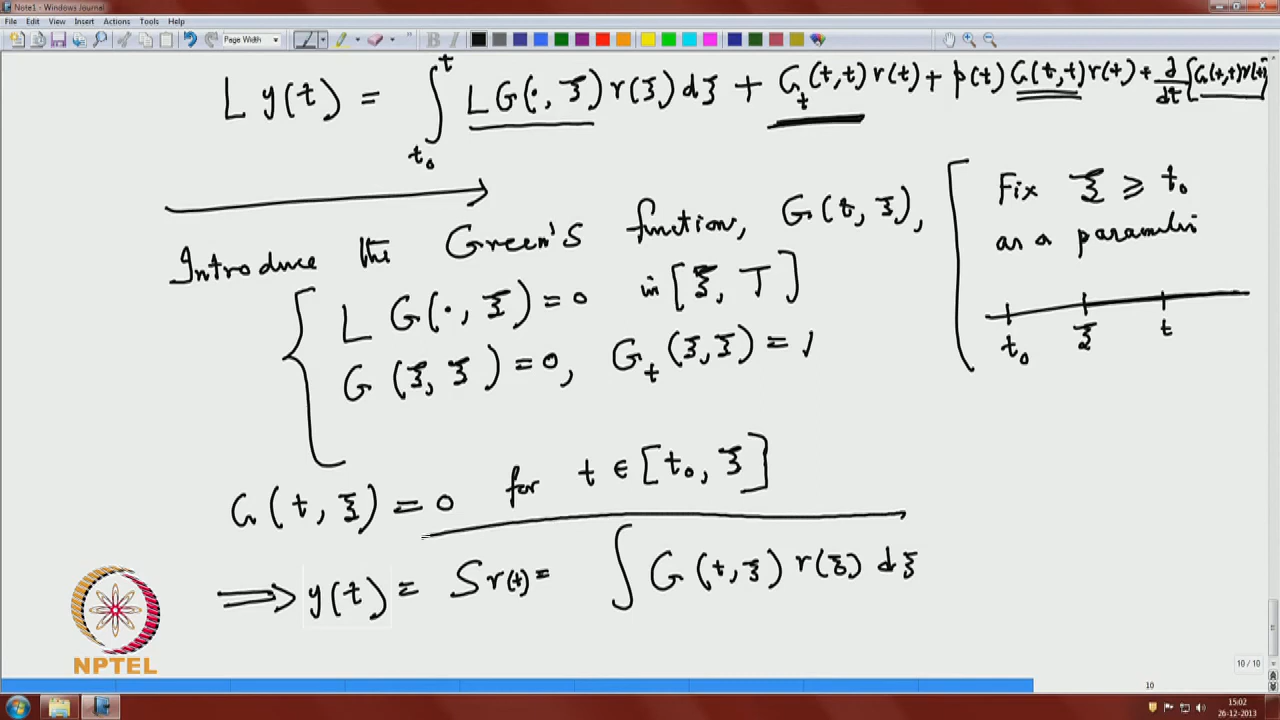 Note1 - Windows Journal
File Edit View Insert Actions Tools Help
Page Width
L y(t) = ∫_{t₀}^{t} L G(·, ξ) r(ξ) dξ + G_t(t,t) r(t) + p(t) G(t,t) r(t) + d/dt [G(t,t) r(t)]
Introduce the Green's function, G(t, ξ),
L G(·, ξ) = 0 in [ξ, T]
G(ξ, ξ) = 0, G_t(ξ, ξ) = 1
Fix ξ ⩾ t₀
as a
t₀ ξ t
G(t, ξ) = 0 for t ∈ [t₀, ξ]
⟹ y(t) = S r(t) = ∫ G(t, ξ) r(ξ) dξ
NPTEL
10 / 10
10
15:02
26-12-2013